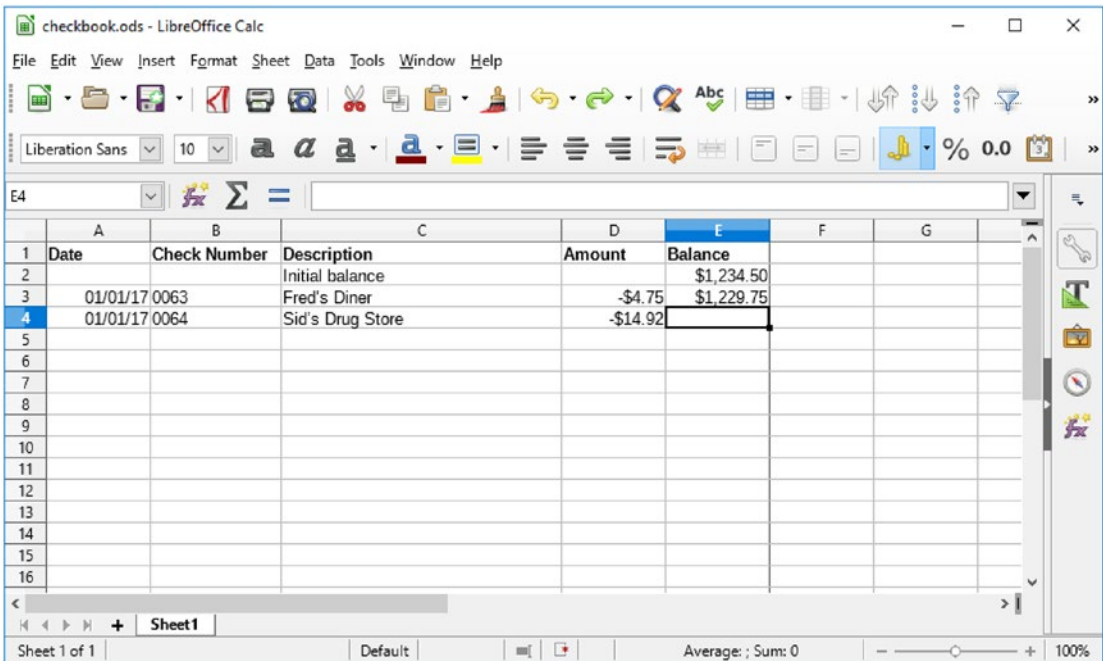 checkbook.ods - LibreOffice Calc
File Edit View Insert Format Sheet Data Tools Window Help
Abc
Liberation Sans 10 a a a a % 0.0
E4 fx Σ =
A B C D E F G
1 Date Check Number Description Amount Balance
2 Initial balance $1,234.50
3 01/01/17 0063 Fred's Diner -$4.75 $1,229.75
4 01/01/17 0064 Sid's Drug Store -$14.92
5
6
7
8
9
10
11
12
13
14
15
16
Sheet1
Sheet 1 of 1 Default Average: ; Sum: 0 100%